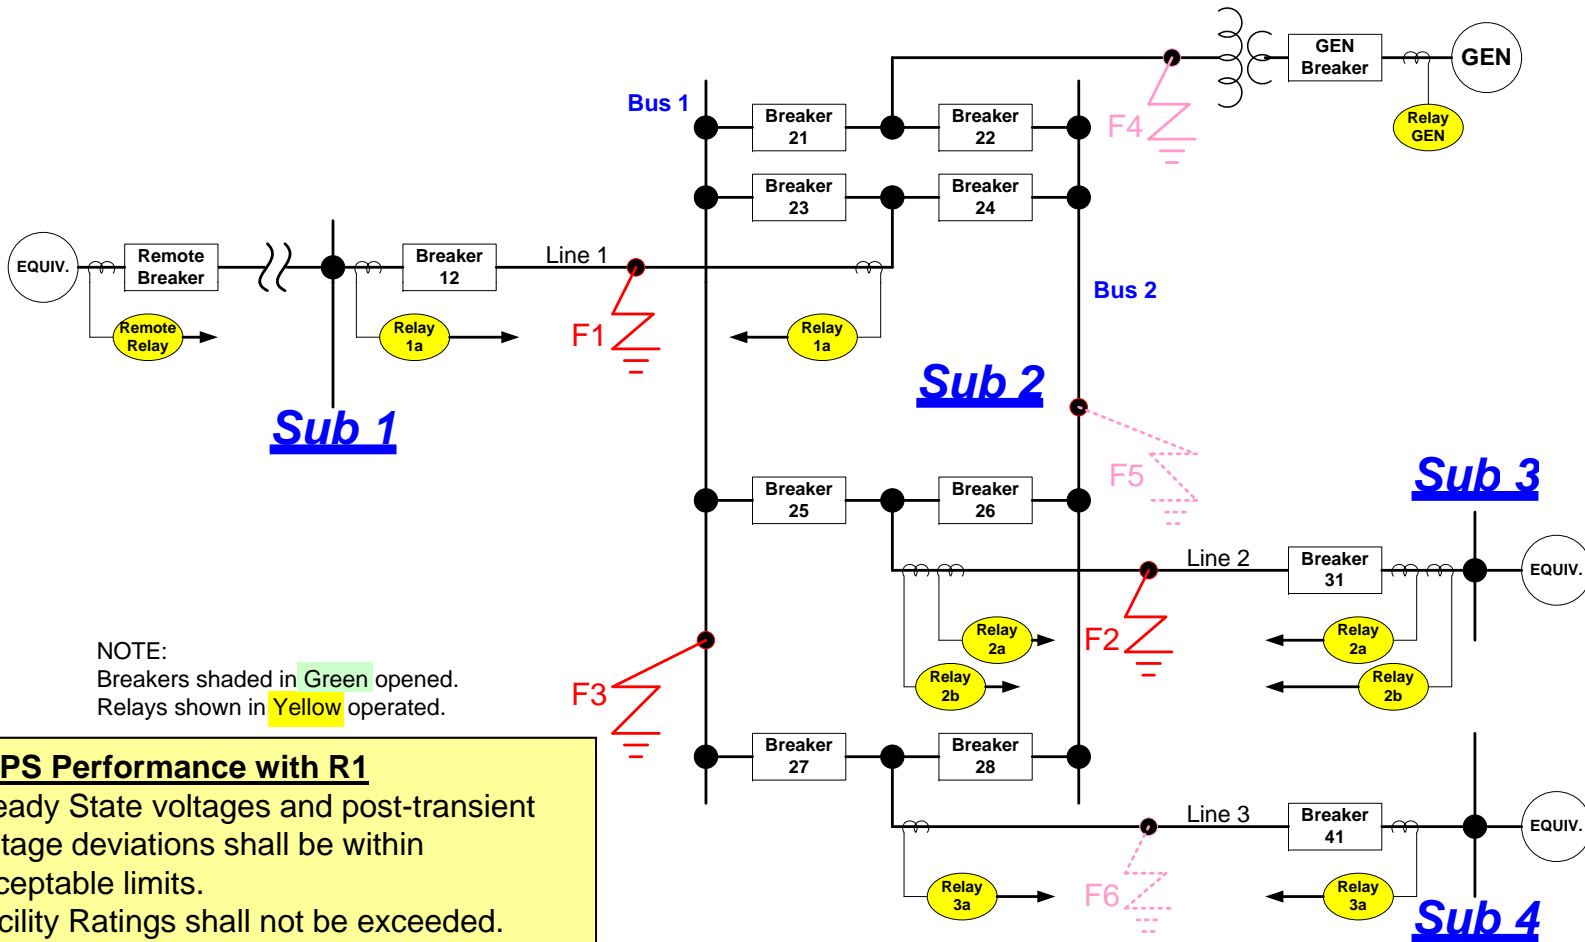 GEN
Breaker
GEN
Relay
GEN
Bus 1
Breaker
21
Breaker
22
F4
Breaker
23
Breaker
24
EQUIV.
Remote
Breaker
Breaker
12
Line 1
Bus 2
Remote
Relay
Relay
1a
F1
Relay
1a
Sub 2
Sub 1
F5
Sub 3
Breaker
25
Breaker
26
Line 2
Breaker
31
EQUIV.
Relay
2a
F2
Relay
2a
Relay
2b
Relay
2b
NOTE:
Breakers shaded in Green opened.
Relays shown in Yellow operated.
F3
Breaker
27
Breaker
28
Line 3
Breaker
41
EQUIV.
Relay
3a
F6
Relay
3a
Sub 4
PS Performance with R1
eady State voltages and post-transient
tage deviations shall be within
ceptable limits.
cility Ratings shall not be exceeded.